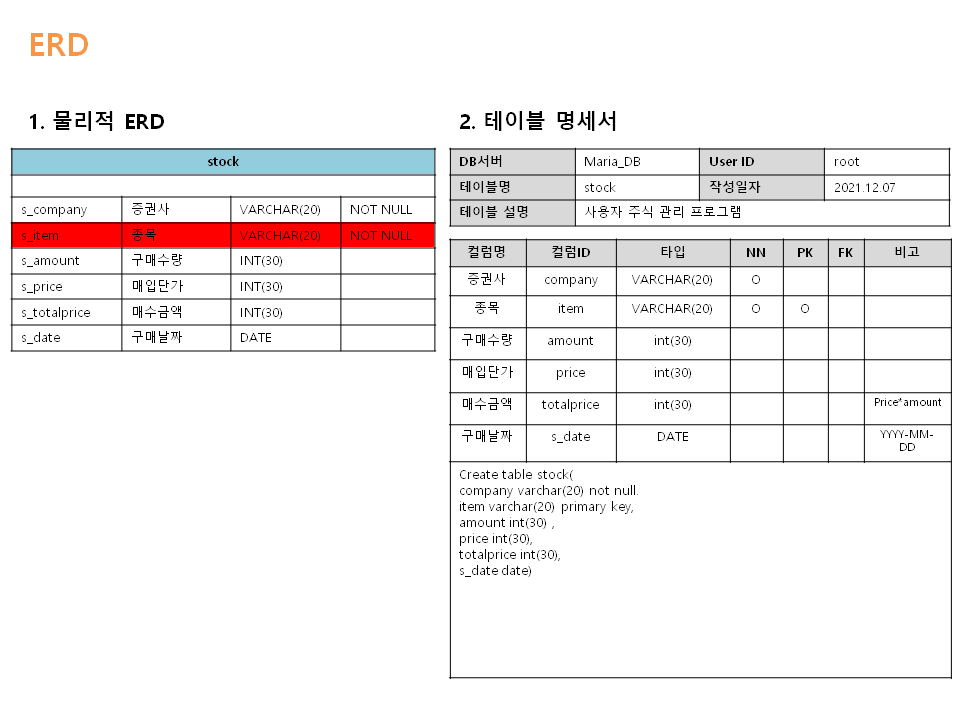 ERD
1. 물리적 ERD
stock
s_company 증권사 VARCHAR(20) NOT NULL
s_item 종목 VARCHAR(20) NOT NULL
s_amount 구매수량 INT(30)
s_price 매입단가 INT(30)
s_totalprice 매수금액 INT(30)
s_date 구매날짜 DATE
2. 테이블 명세서
DB서버 Maria_DB User ID root
테이블명 stock 작성일자 2021.12.07
테이블 설명 사용자 주식 관리 프로그램
컬럼명 컬럼ID 타입 NN PK FK 비고
증권사 company VARCHAR(20) O
종목 item VARCHAR(20) O O
구매수량 amount int(30)
매입단가 price int(30)
매수금액 totalprice int(30) Price*amount
구매날짜 s_date DATE YYYY-MM-
DD
Create table stock(
company varchar(20) not null.
item varchar(20) primary key,
amount int(30) ,
price int(30),
totalprice int(30),
s_date date)